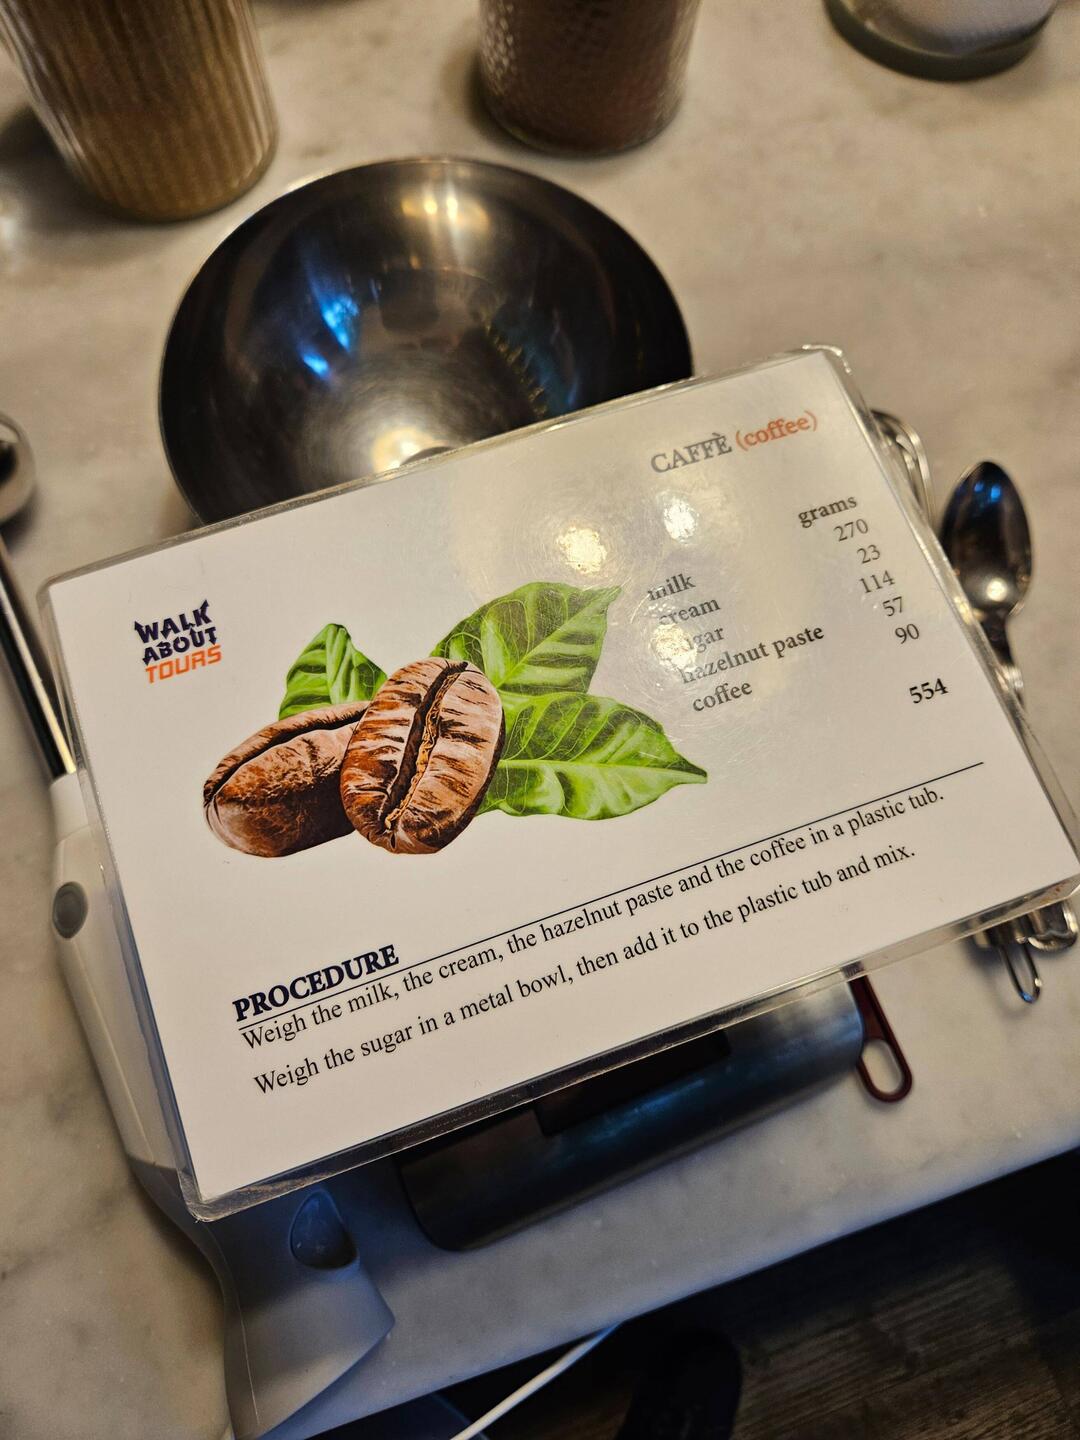 WALK
ABOUT
TOURS
CAFFÈ (coffee)
grams
milk 270
cream 23
sugar 114
hazelnut paste 57
coffee 90
554
PROCEDURE
Weigh the milk, the cream, the hazelnut paste and the coffee in a plastic tub.
Weigh the sugar in a metal bowl, then add it to the plastic tub and mix.